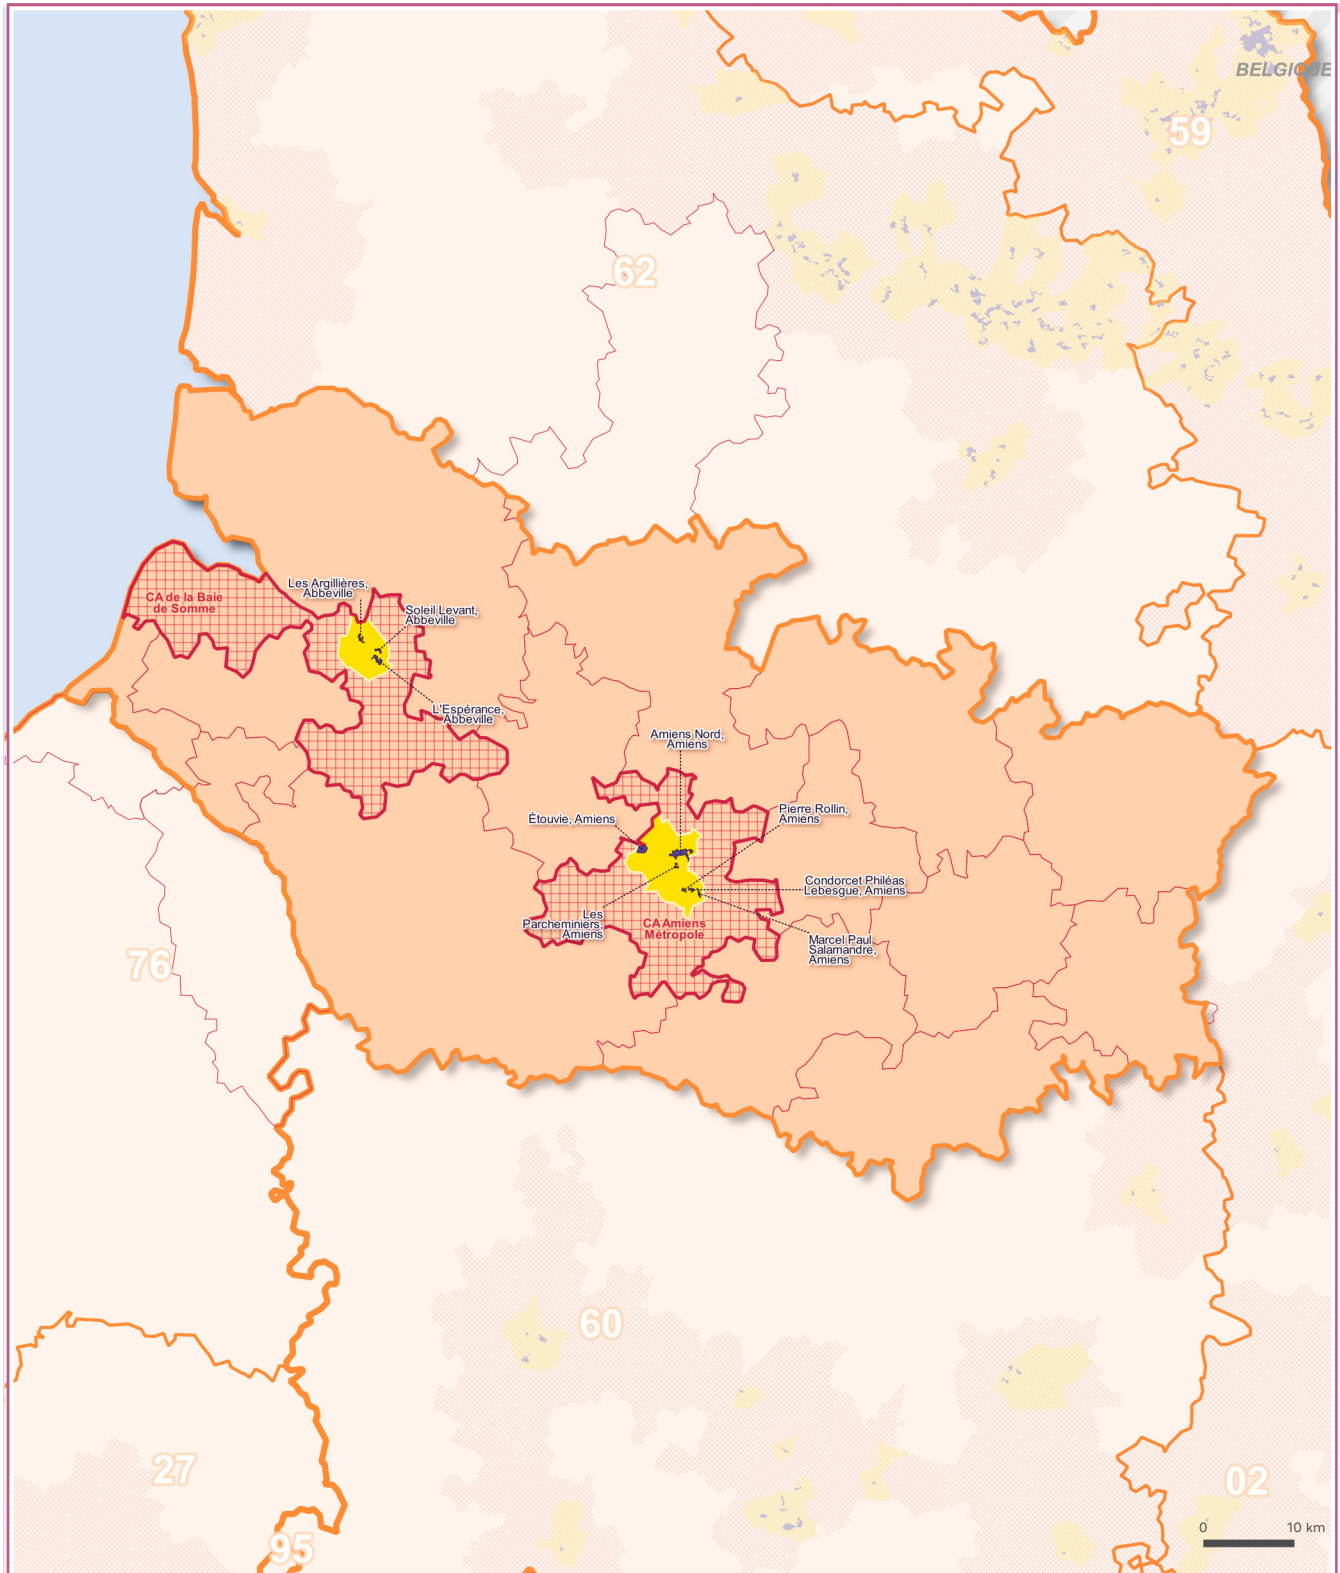 BELGIQUE
59
62
Les Argillières,
Abbeville
CA de la Baie
de Somme
Soleil Levant,
Abbeville
L'Espérance,
Abbeville
Amiens Nord,
Amiens
Étouvie, Amiens
Pierre Rollin,
Amiens
Condorcet Philéas
Lebesgue, Amiens
Les
Parcheminiers,
Amiens
CA Amiens
Métropole
Marcel Paul
Salamandre,
Amiens
76
60
27
02
95
0 10 km